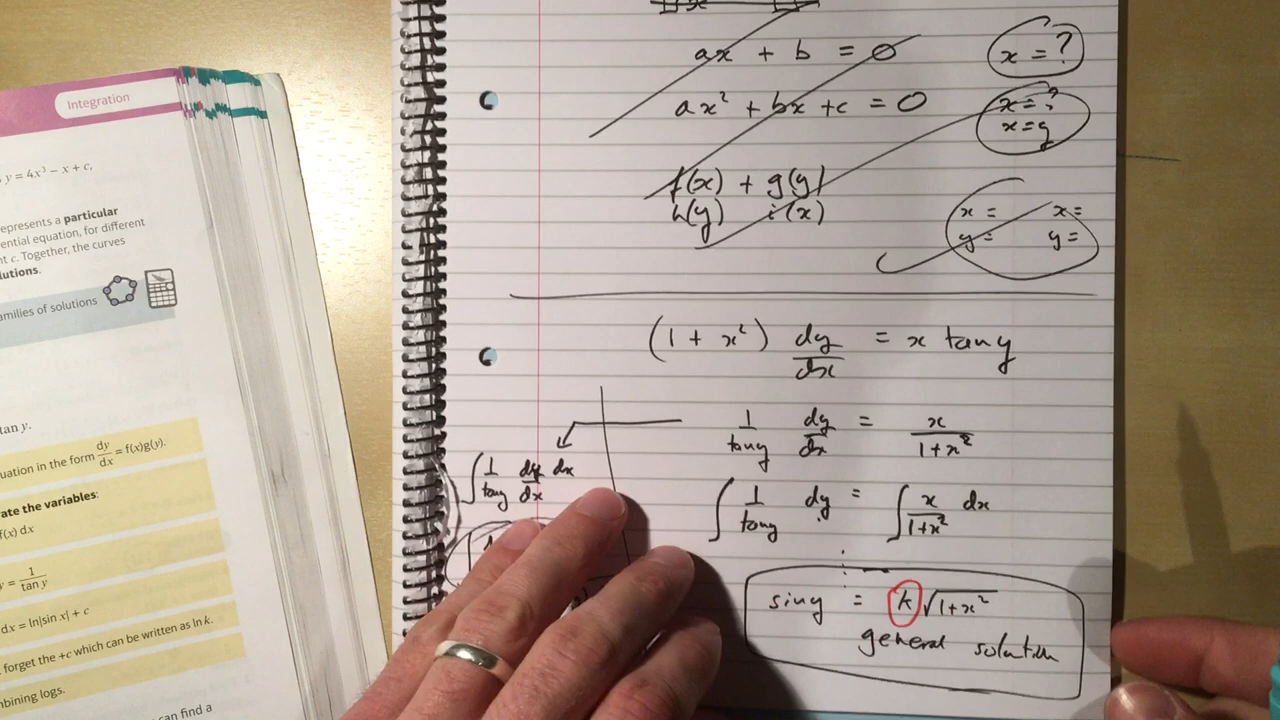 Integration
y = 4x³ − x + c,
epresents a particular
ential equation, for different
nt c. Together, the curves
lutions.
amilies of solutions
tan y.
uation in the form dy/dx = f(x)g(y).
rate the variables:
f(x) dx
y = 1/tan y
dx = ln|sin x| + c
forget the +c which can be written as ln k.
bining logs.
can find a
ax + b = 0
x = ?
ax² + bx + c = 0
x = ?
x = y
f(x) + g(y)
h(y) i(x)
x = x =
y = y =
(1 + x²) dy/dx = x tan y
1/tan y dy/dx = x/1+x²
∫ 1/tan y dy/dx dx
∫ 1/tan y dy = ∫ x/1+x² dx
sin y = k √1+x²
general solution